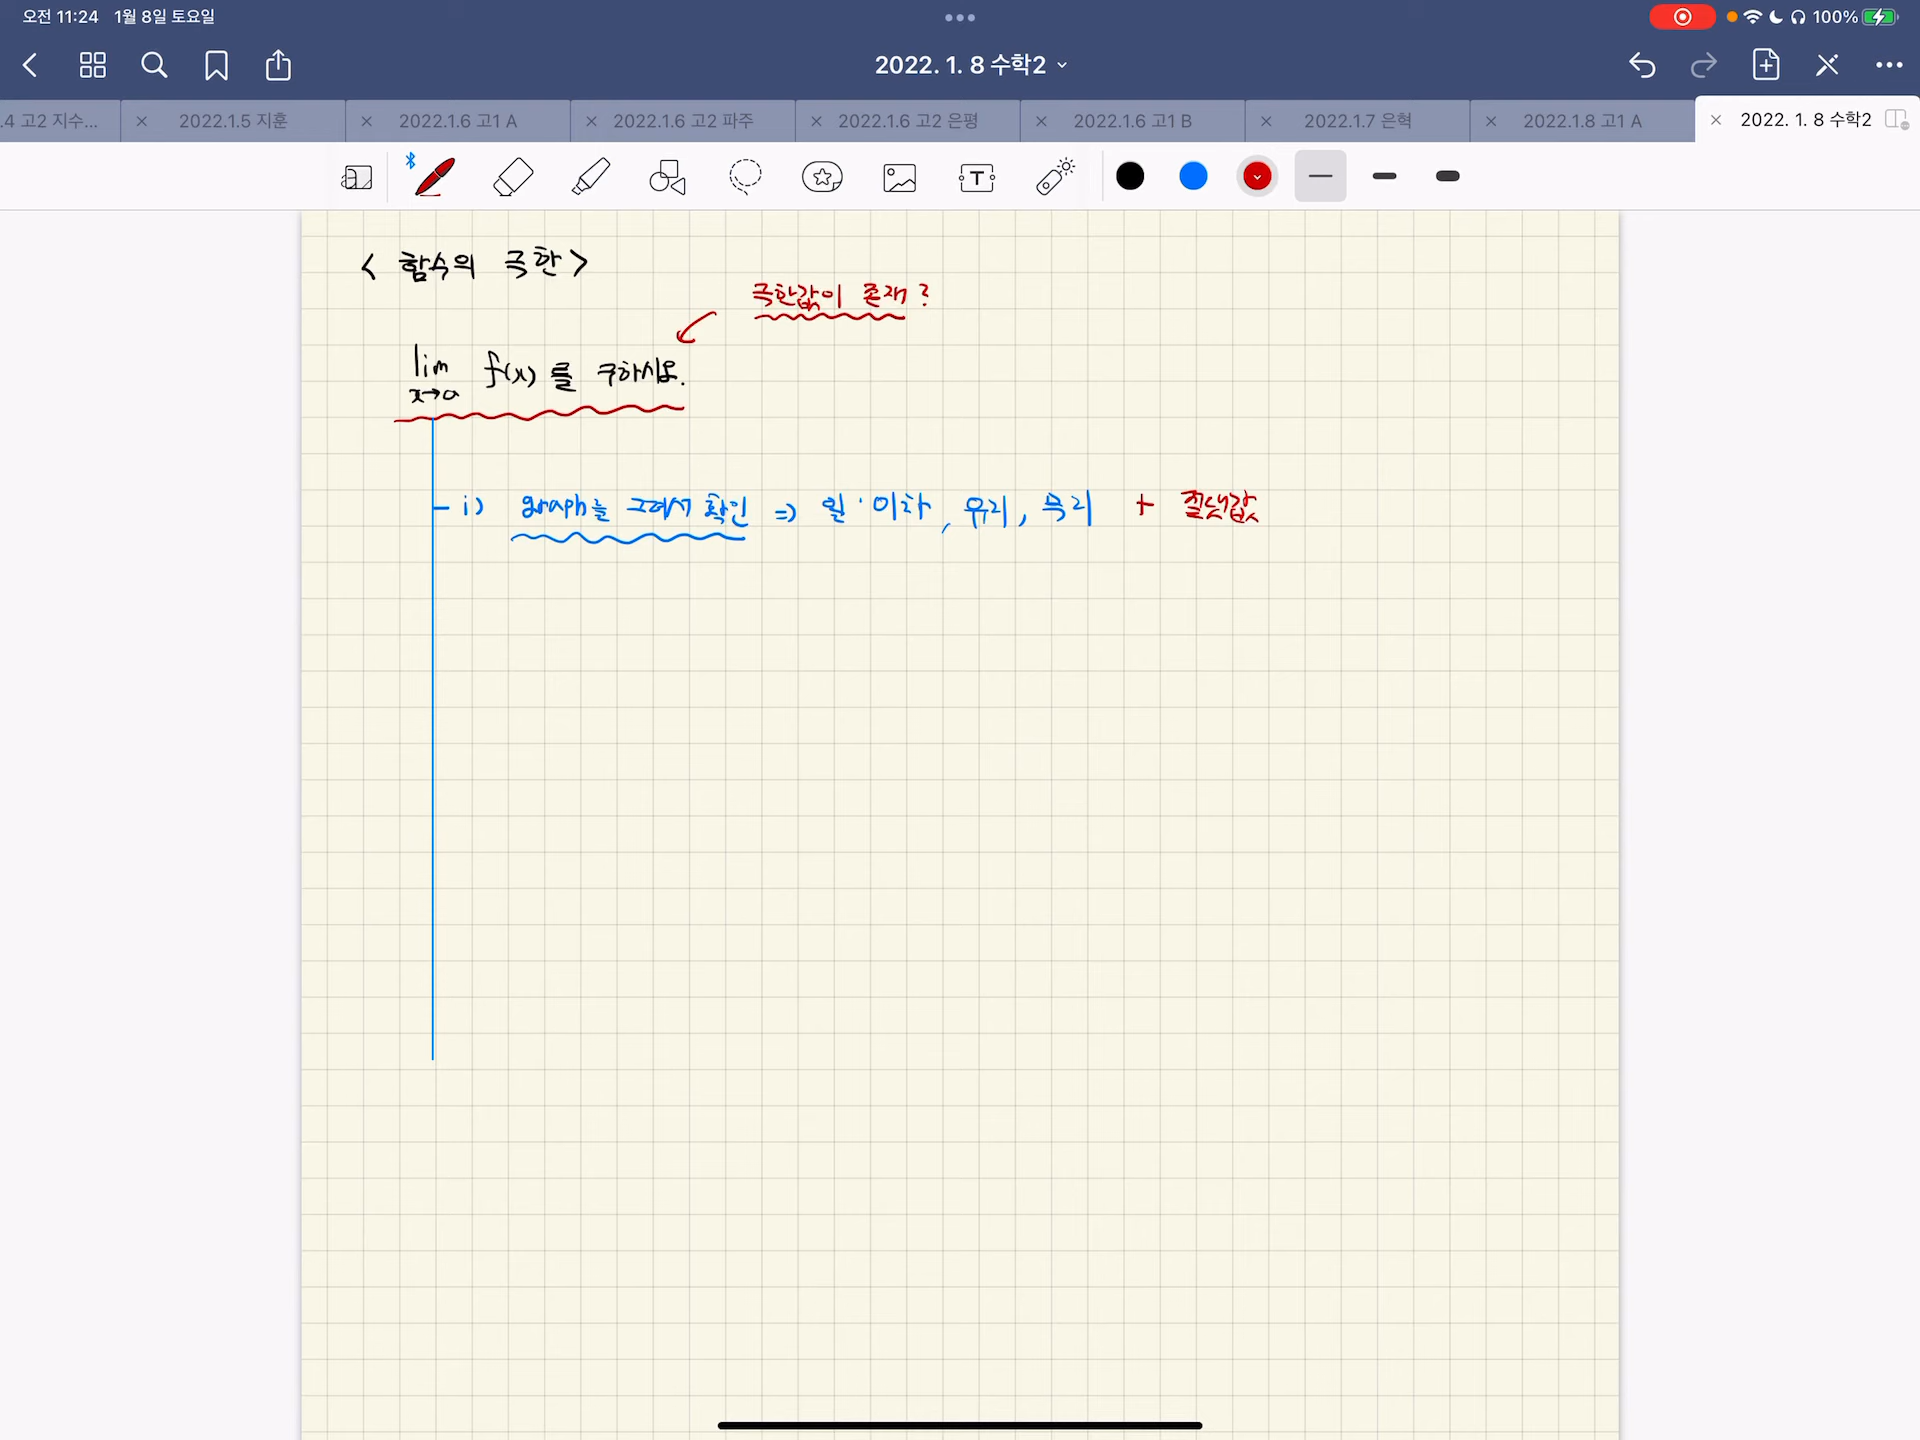 오전 11:24 1월 8일 토요일
100%
2022. 1. 8 수학2
.4 고2 지수...
2022.1.5 지훈
2022.1.6 고1 A
2022.1.6 고2 파주
2022.1.6 고2 은평
2022.1.6 고1 B
2022.1.7 은혁
2022.1.8 고1 A
2022. 1. 8 수학2
< 함수의 극한 >
극한값이 존재?
lim x→a f(x)를 구하시오.
i) graph를 그려서 확인 => 일·이차, 유리, 무리 + 절댓값